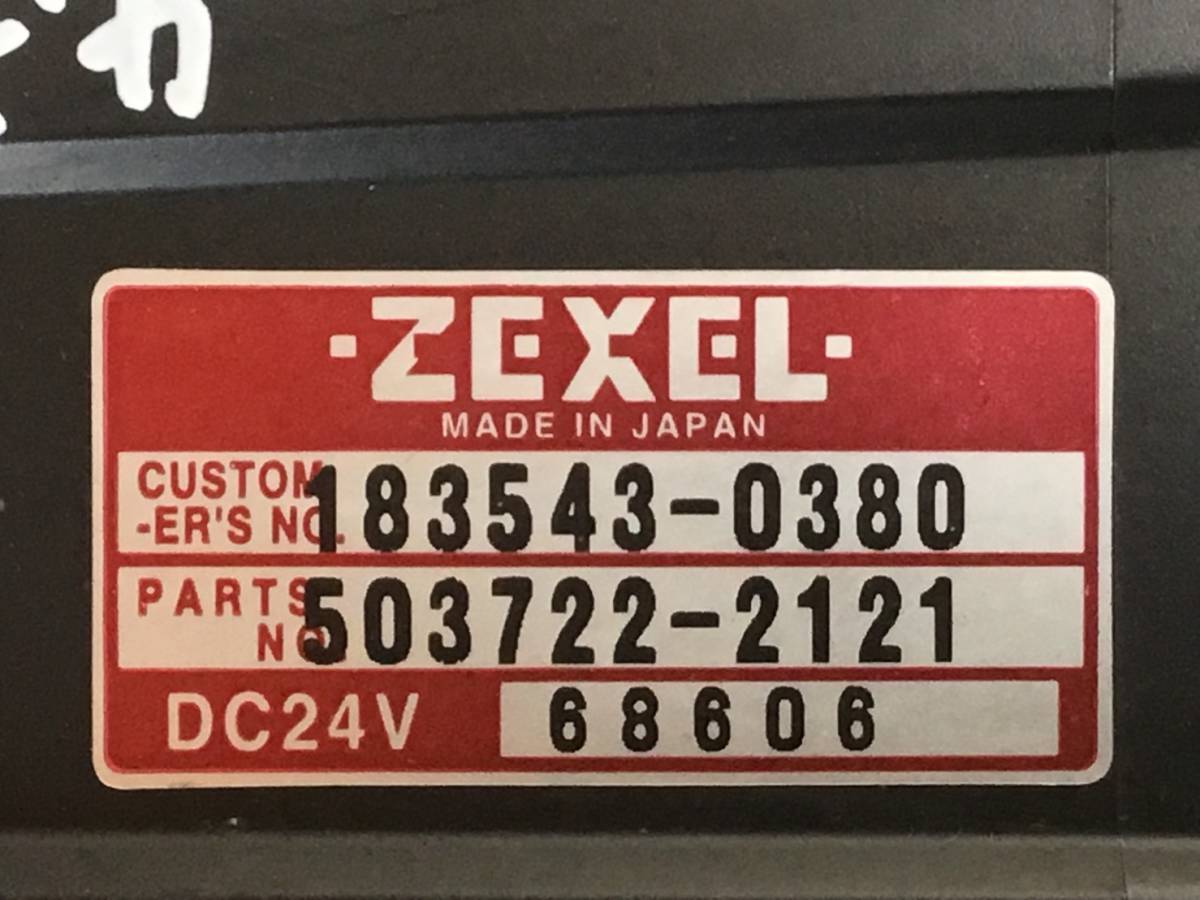 ·ZEXEL·
MADE IN JAPAN
CUSTOM
-ER'S NO. 183543-0380
PARTS
NO 503722-2121
DC24V 68606